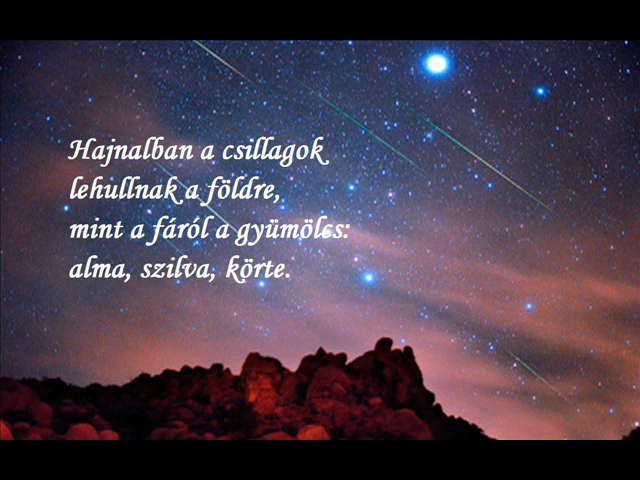 Hajnalban a csillagok
lehullnak a földre,
mint a fáról a gyümölcs:
alma, szilva, körte.